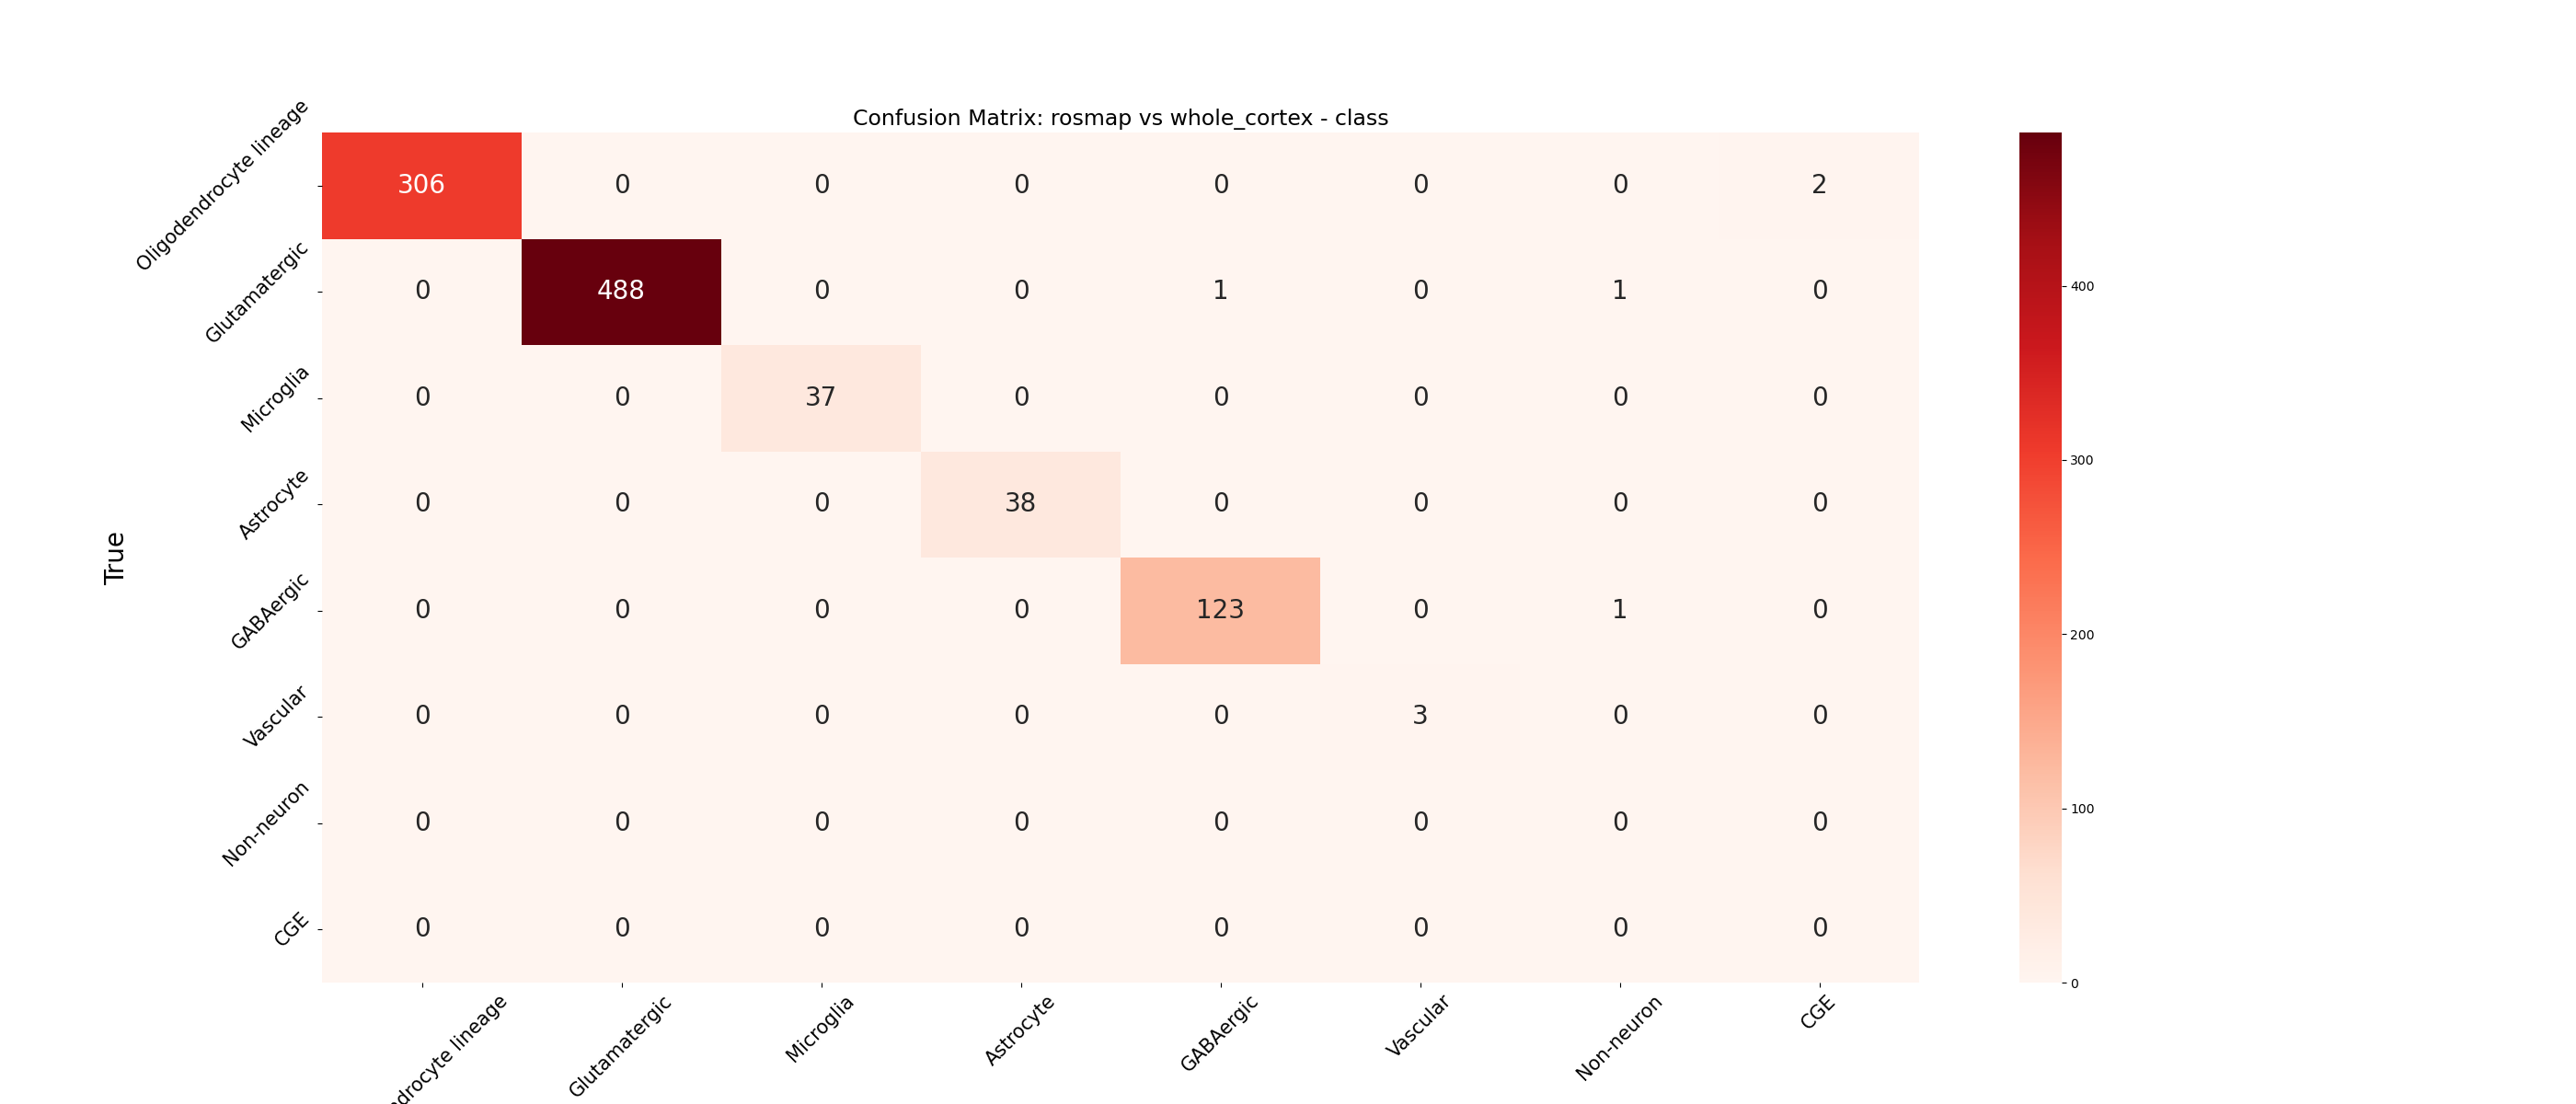 Confusion Matrix: rosmap vs whole_cortex - class
Oligodendrocyte lineage 306 0 0 0 0 0 0 2
Glutamatergic 0 488 0 0 1 0 1 0
Microglia 0 0 37 0 0 0 0 0
Astrocyte 0 0 0 38 0 0 0 0
GABAergic 0 0 0 0 123 0 1 0
Vascular 0 0 0 0 0 3 0 0
Non-neuron 0 0 0 0 0 0 0 0
CGE 0 0 0 0 0 0 0 0
True
lineage Glutamatergic Microglia Astrocyte GABAergic Vascular Non-neuron CGE
400
300
200
100
0